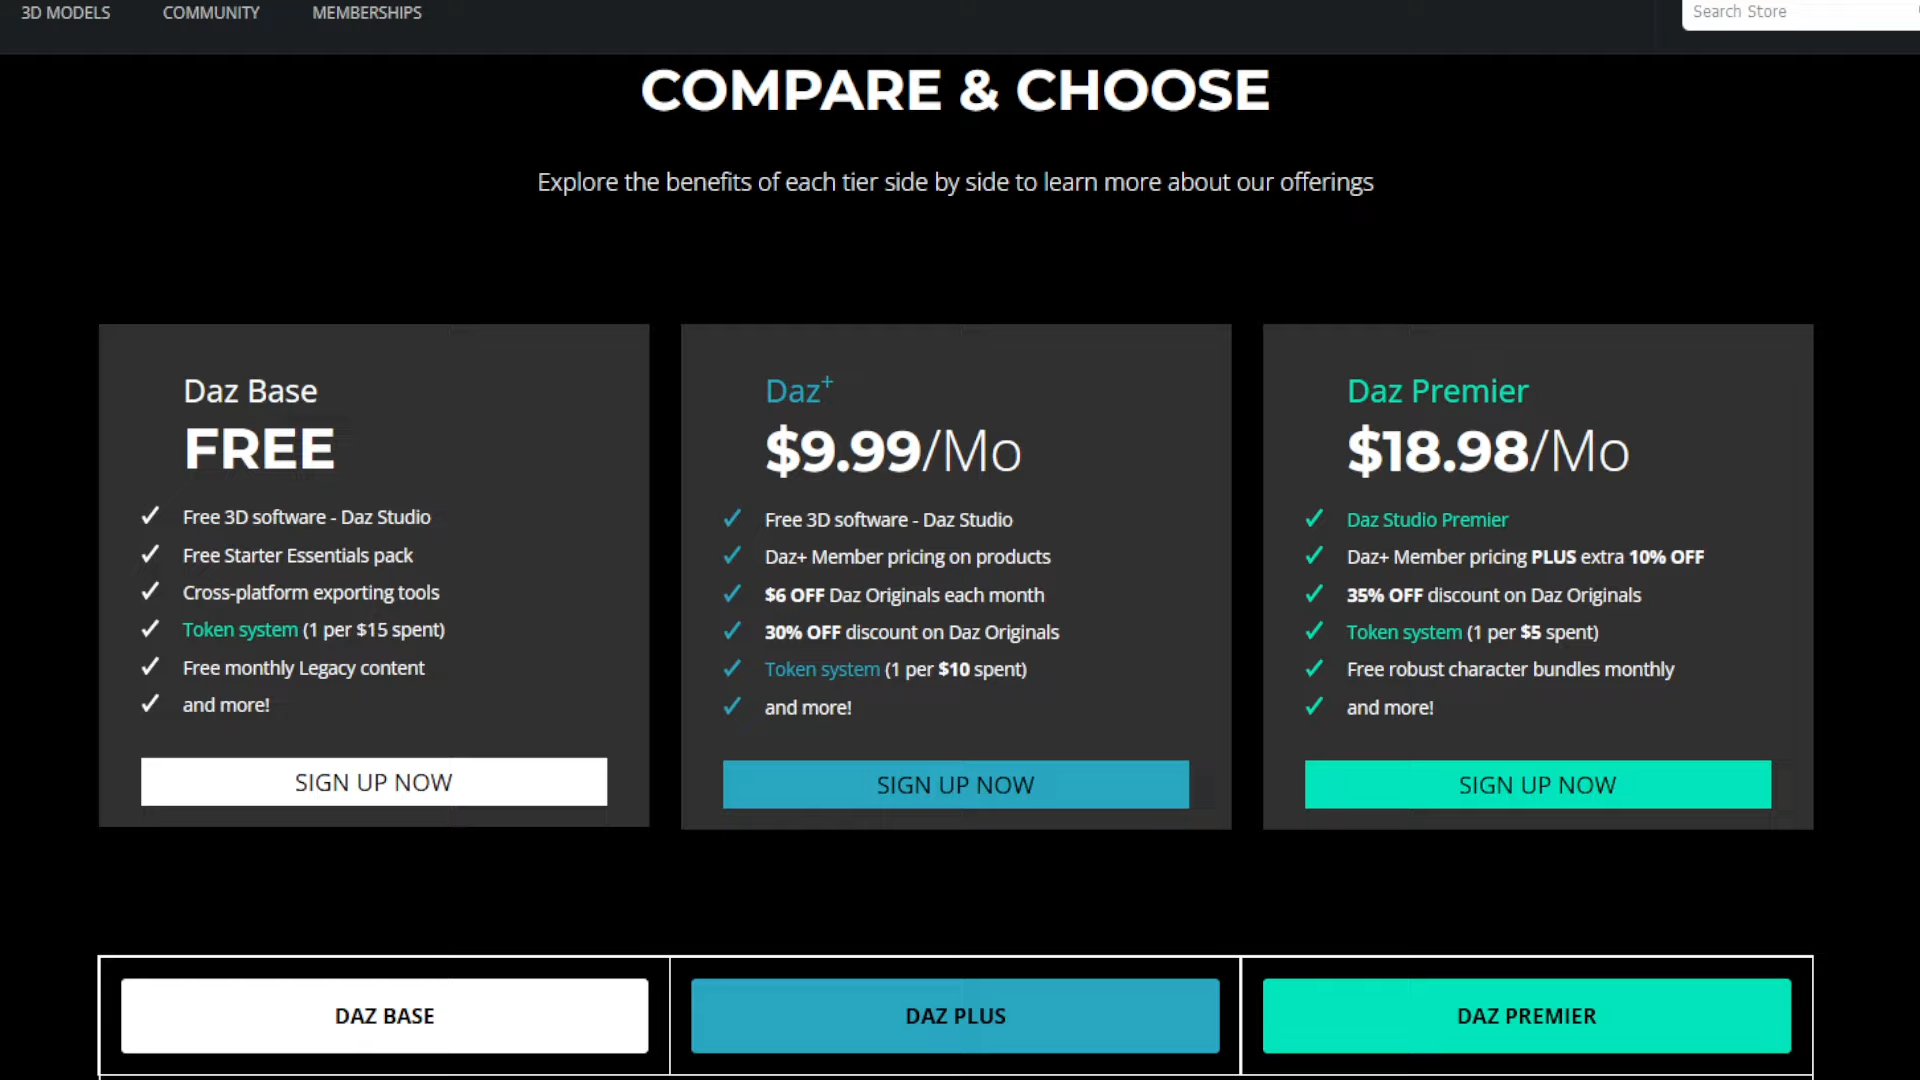 3D MODELS COMMUNITY MEMBERSHIPS Search Store
COMPARE & CHOOSE
Explore the benefits of each tier side by side to learn more about our offerings
Daz Base
FREE
✓ Free 3D software - Daz Studio
✓ Free Starter Essentials pack
✓ Cross-platform exporting tools
✓ Token system (1 per $15 spent)
✓ Free monthly Legacy content
✓ and more!
SIGN UP NOW
Daz+
$9.99/Mo
✓ Free 3D software - Daz Studio
✓ Daz+ Member pricing on products
✓ $6 OFF Daz Originals each month
✓ 30% OFF discount on Daz Originals
✓ Token system (1 per $10 spent)
✓ and more!
SIGN UP NOW
Daz Premier
$18.98/Mo
✓ Daz Studio Premier
✓ Daz+ Member pricing PLUS extra 10% OFF
✓ 35% OFF discount on Daz Originals
✓ Token system (1 per $5 spent)
✓ Free robust character bundles monthly
✓ and more!
SIGN UP NOW
DAZ BASE DAZ PLUS DAZ PREMIER